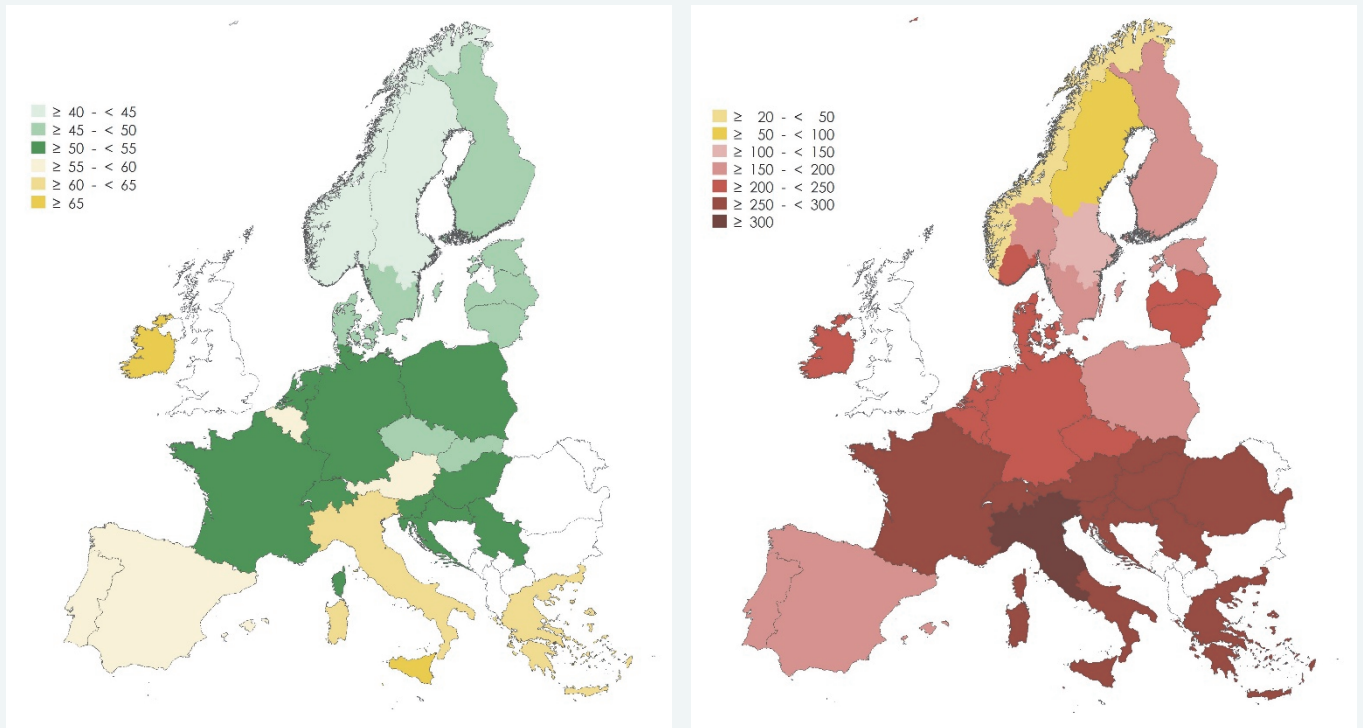 ≥ 40 - < 45
≥ 45 - < 50
≥ 50 - < 55
≥ 55 - < 60
≥ 60 - < 65
≥ 65
≥ 20 - < 50
≥ 50 - < 100
≥ 100 - < 150
≥ 150 - < 200
≥ 200 - < 250
≥ 250 - < 300
≥ 300